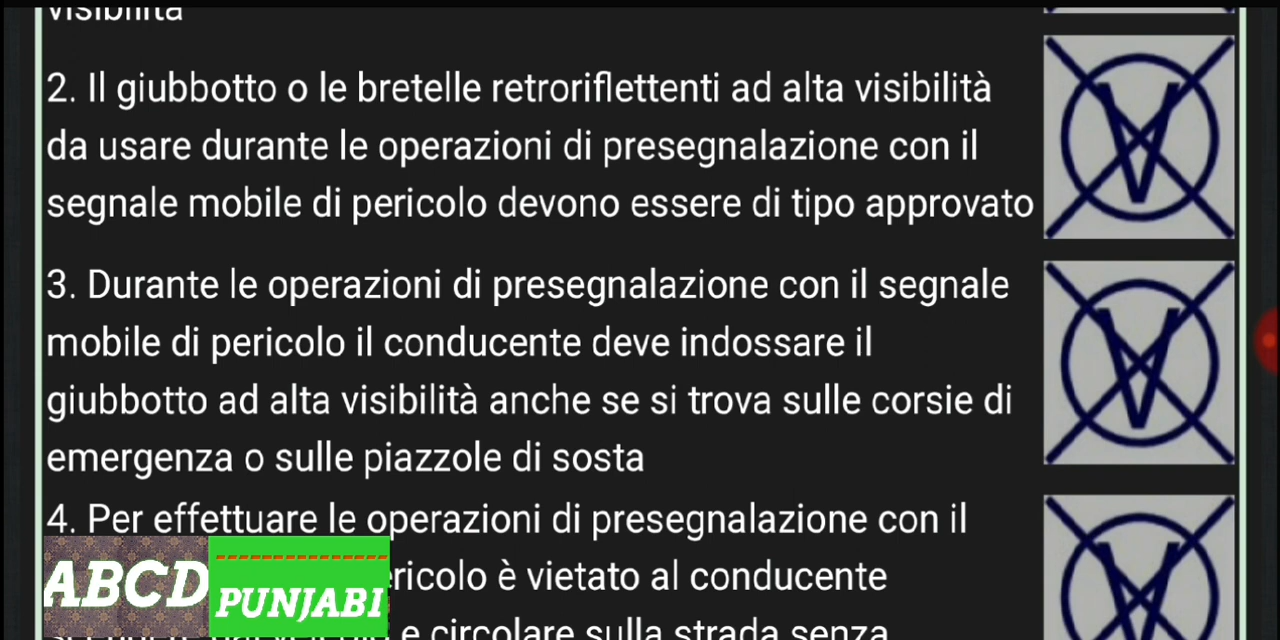 visibilità
2. Il giubbotto o le bretelle retroriflettenti ad alta visibilità
da usare durante le operazioni di presegnalazione con il
segnale mobile di pericolo devono essere di tipo approvato
3. Durante le operazioni di presegnalazione con il segnale
mobile di pericolo il conducente deve indossare il
giubbotto ad alta visibilità anche se si trova sulle corsie di
emergenza o sulle piazzole di sosta
4. Per effettuare le operazioni di presegnalazione con il
ericolo è vietato al conducente
e circolare sulla strada senza
ABCD PUNJABI
V
V
V